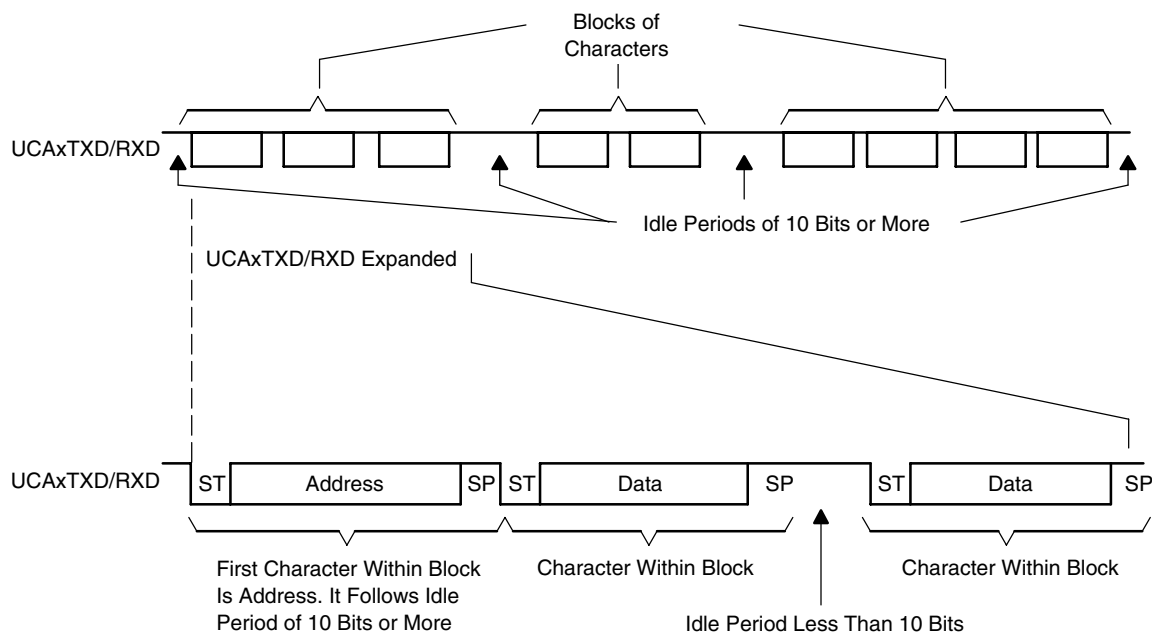 Blocks of
Characters
UCAxTXD/RXD
Idle Periods of 10 Bits or More
UCAxTXD/RXD Expanded
UCAxTXD/RXD
ST
Address
SP
ST
Data
SP
ST
Data
SP
First Character Within Block
Is Address. It Follows Idle
Period of 10 Bits or More
Character Within Block
Character Within Block
Idle Period Less Than 10 Bits